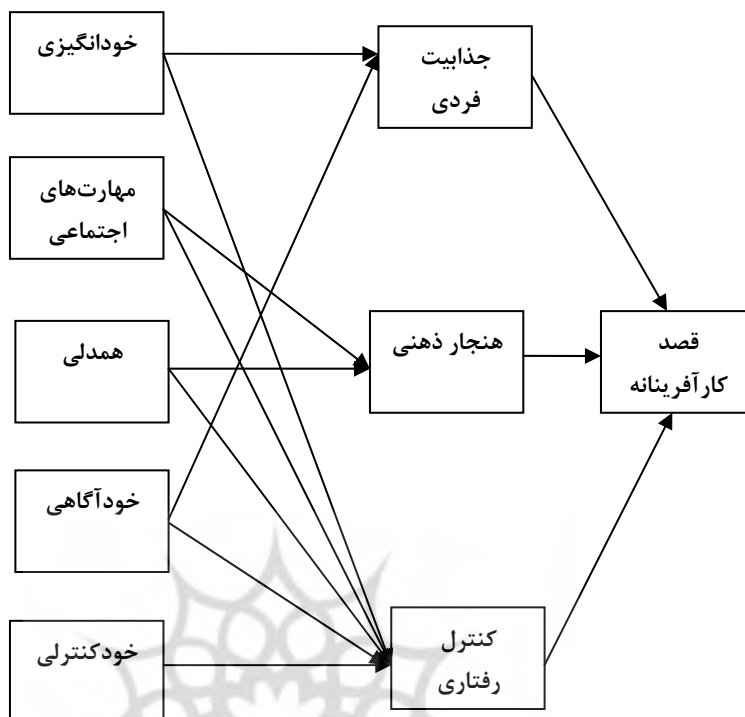 خودانگیزی
جذابیت
فردی
مهارت‌های
اجتماعی
همدلی
هنجار ذهنی
قصد
کارآفرینانه
خودآگاهی
خودکنترلی
کنترل
رفتاری